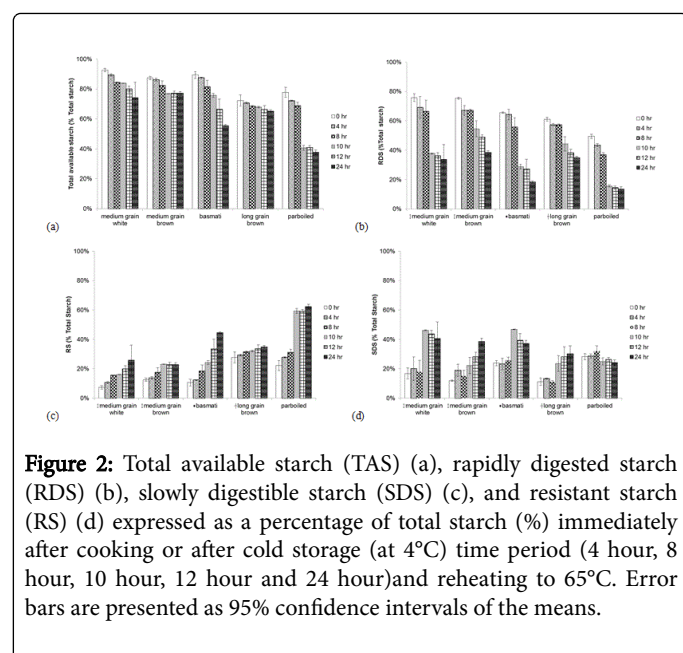 100%
80%
60%
40%
20%
0%
Total available starch (% Total starch)
0 hr
4 hr
8 hr
10 hr
12 hr
24 hr
medium grain white
medium grain brown
basmati
long grain brown
parboiled
(a)
100%
80%
60%
40%
20%
0%
RDS (%Total starch)
0 hr
4 hr
8 hr
10 hr
12 hr
24 hr
‡medium grain white
‡medium grain brown
•basmati
‡long grain brown
parboiled
(b)
100%
80%
60%
40%
20%
0%
RS (% Total Starch)
0 hr
4 hr
8 hr
10 hr
12 hr
24 hr
‡medium grain white
‡medium grain brown
•basmati
‡long grain brown
parboiled
(c)
100%
80%
60%
40%
20%
0%
SDS (% Total Starch)
0 hr
4 hr
8 hr
10 hr
12 hr
24 hr
‡medium grain white
‡medium grain brown
•basmati
‡long grain brown
parboiled
(d)
Figure 2: Total available starch (TAS) (a), rapidly digested starch
(RDS) (b), slowly digestible starch (SDS) (c), and resistant starch
(RS) (d) expressed as a percentage of total starch (%) immediately
after cooking or after cold storage (at 4°C) time period (4 hour, 8
hour, 10 hour, 12 hour and 24 hour)and reheating to 65°C. Error
bars are presented as 95% confidence intervals of the means.